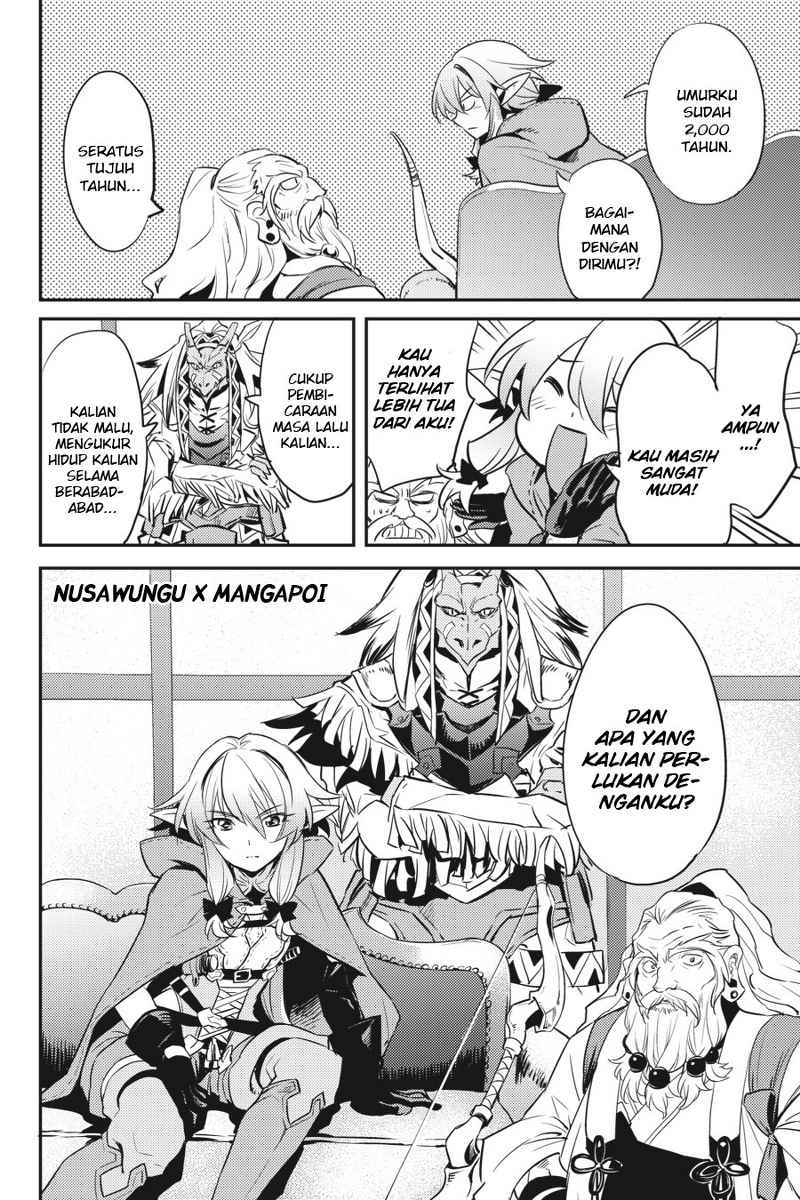 UMURKU
SUDAH
2,000
TAHUN.
BAGAI-
MANA
DENGAN
DIRIMU?!
SERATUS
TUJUH
TAHUN...
YA
AMPUN
...!
KAU MASIH
SANGAT
MUDA!
KAU
HANYA
TERLIHAT
LEBIH TUA
DARI AKU!
CUKUP
PEMBI-
CARAAN
MASA LALU
KALIAN...
KALIAN
TIDAK MALU,
MENGUKUR
HIDUP KALIAN
SELAMA
BERABAD-
ABAD...
NUSAWUNGU X MANGAPOI
DAN
APA YANG
KALIAN PER-
LUKAN DE-
NGANKU?